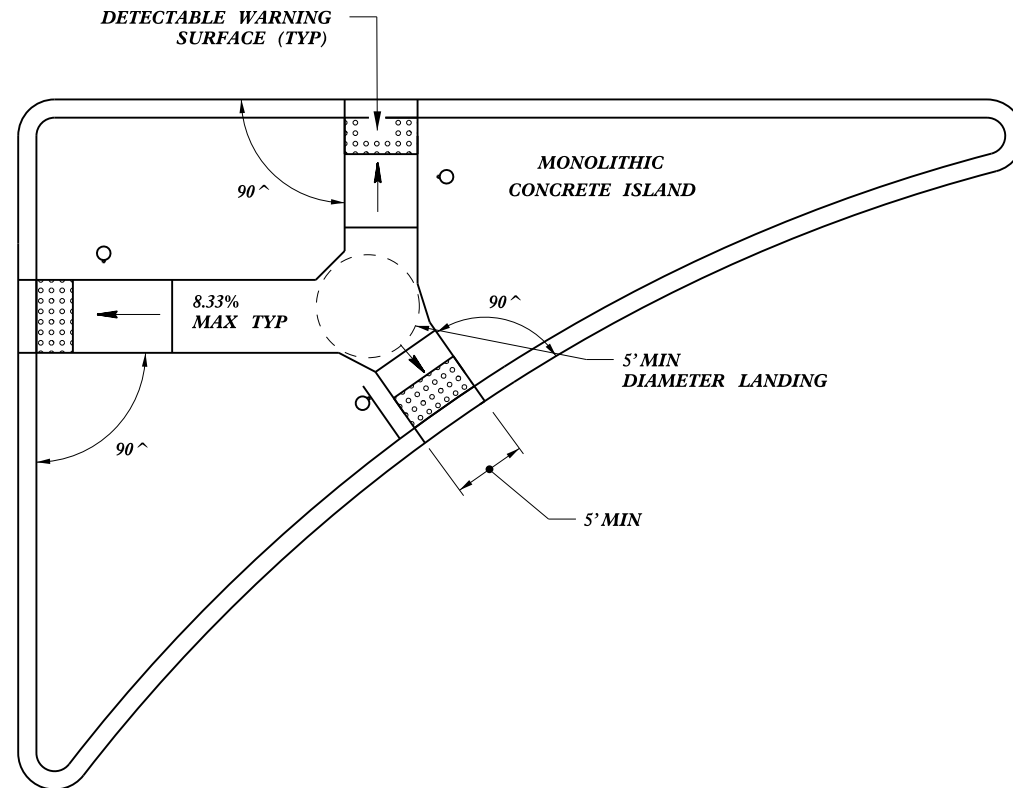 DETECTABLE WARNING
SURFACE (TYP)
90^
MONOLITHIC
CONCRETE ISLAND
8.33%
MAX TYP
90^
5' MIN
DIAMETER LANDING
90^
5' MIN